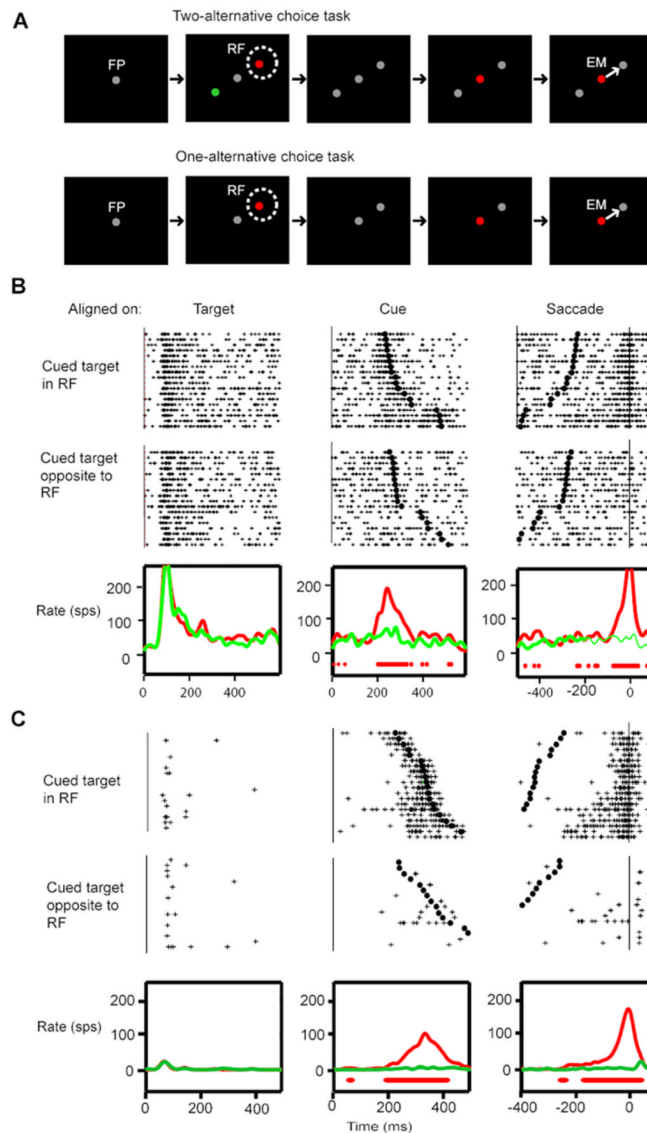 A
Two-alternative choice task
FP
RF
EM
One-alternative choice task
FP
RF
EM
B
Aligned on: Target Cue Saccade
Cued target
in RF
Cued target
opposite to
RF
Rate (sps)
200
100
0
200
100
0
200
100
0
0 200 400
0 200 400
-400 -200 0
C
Cued target
in RF
Cued target
opposite to
RF
Rate (sps)
200
100
0
200
100
0
200
100
0
0 200 400
0 200 400
-400 -200 0
Time (ms)